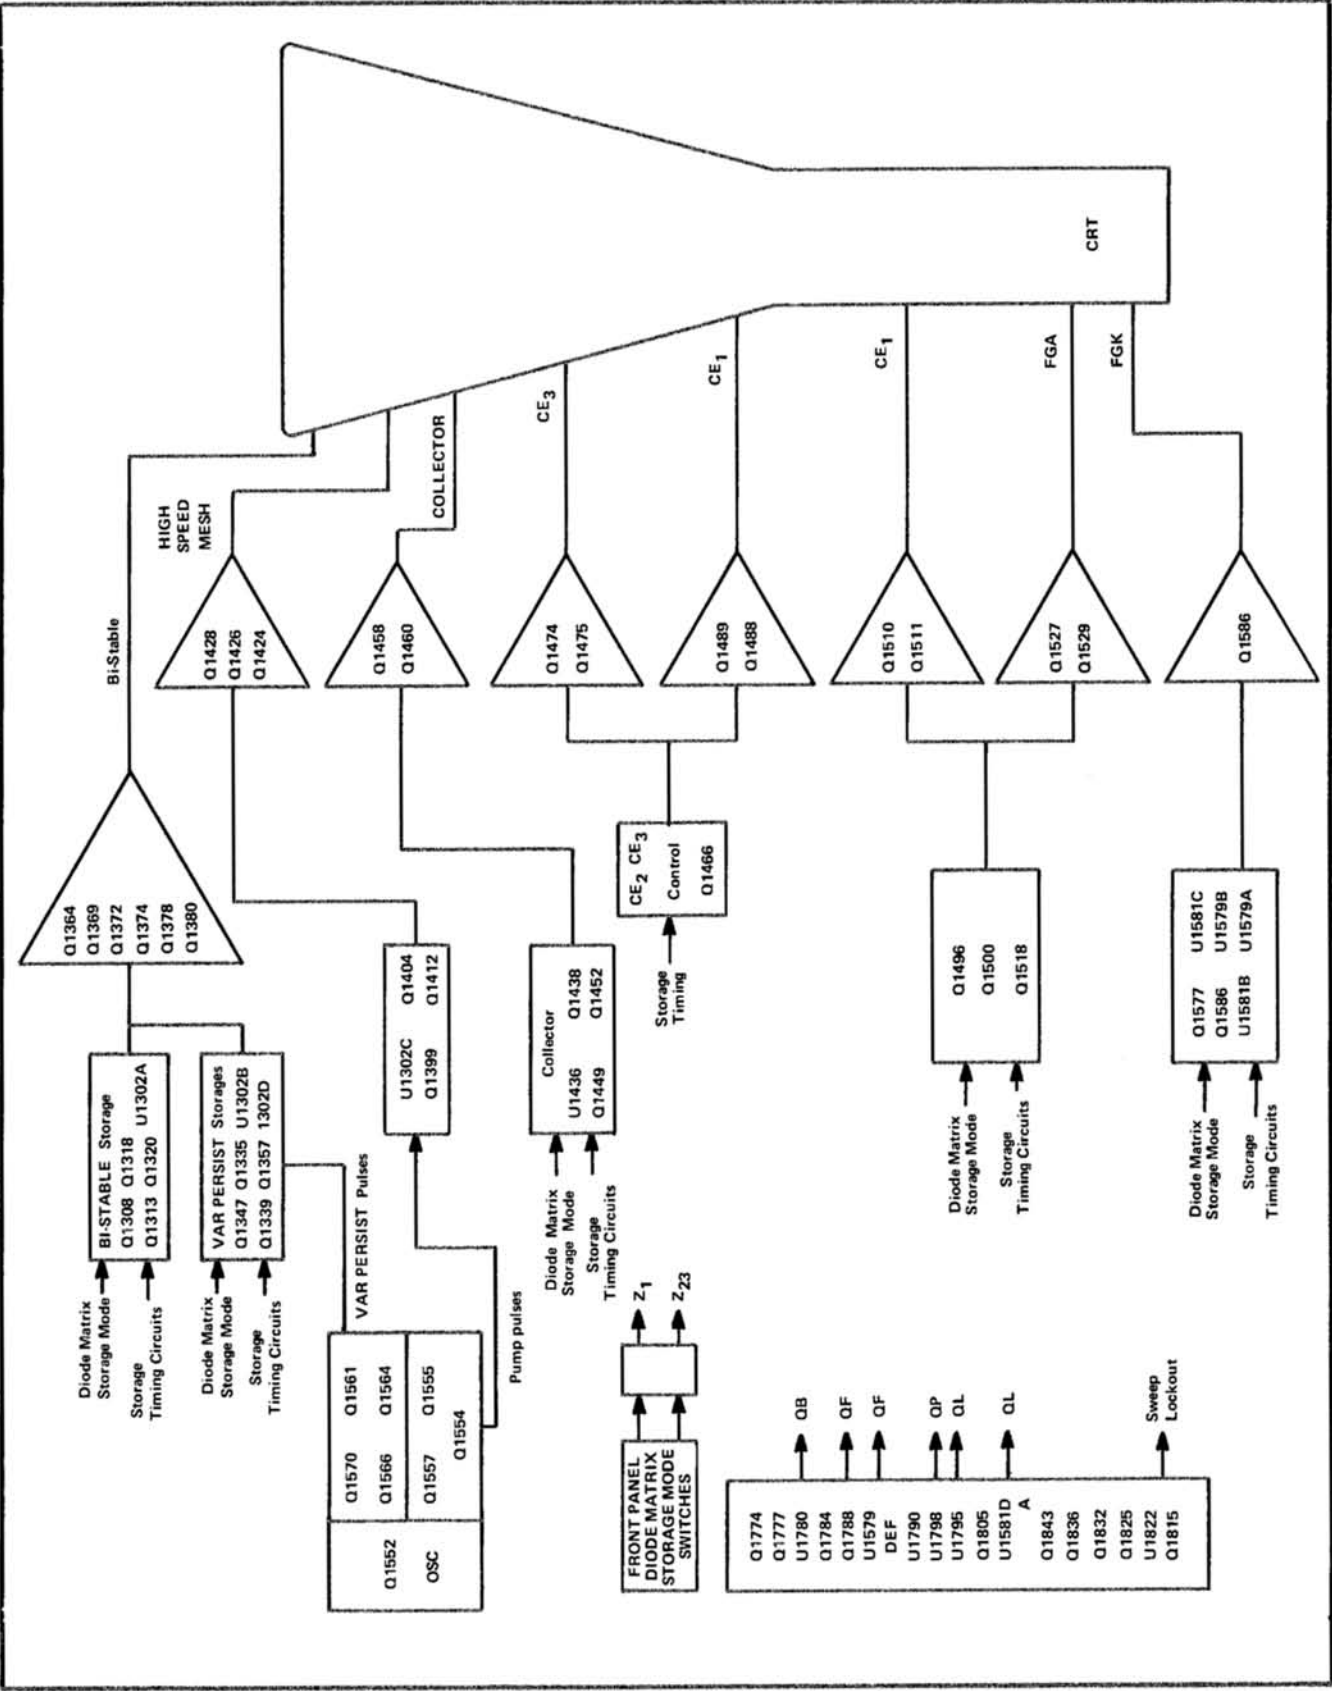 Bi-Stable
HIGH
SPEED
MESH
COLLECTOR
CE3
CE1
CE1
FGA
FGK
CRT
Q1364
Q1369
Q1372
Q1374
Q1378
Q1380
Q1428
Q1426
Q1424
Q1458
Q1460
Q1474
Q1475
Q1489
Q1488
Q1510
Q1511
Q1527
Q1529
Q1586
Diode Matrix
Storage Mode
Storage
Timing Circuits
BI-STABLE Storage
Q1308 Q1318
Q1313 Q1320 U1302A
Diode Matrix
Storage Mode
Storage
Timing Circuits
VAR PERSIST Storages
Q1347 Q1335 U1302B
Q1339 Q1357 1302D
VAR PERSIST Pulses
U1302C Q1404
Q1399 Q1412
Pump pulses
Q1552
OSC
Q1570 Q1561
Q1566 Q1564
Q1557 Q1555
Q1554
Diode Matrix
Storage Mode
Storage
Timing Circuits
Collector
U1436 Q1438
Q1449 Q1452
Storage
Timing
CE2 CE3
Control
Q1466
Diode Matrix
Storage Mode
Storage
Timing Circuits
Q1496
Q1500
Q1518
Diode Matrix
Storage Mode
Storage
Timing Circuits
Q1577 U1581C
Q1586 U1579B
U1581B U1579A
FRONT PANEL
DIODE MATRIX
STORAGE MODE
SWITCHES
Z1
Z23
Q1774
Q1777
U1780 QB
Q1784
Q1788 QF
U1579
DEF QF
U1790
U1798 QP
U1795 QL
Q1805
U1581D QL
A
Q1843
Q1836
Q1832
Q1825
U1822 Sweep
Q1815 Lockout